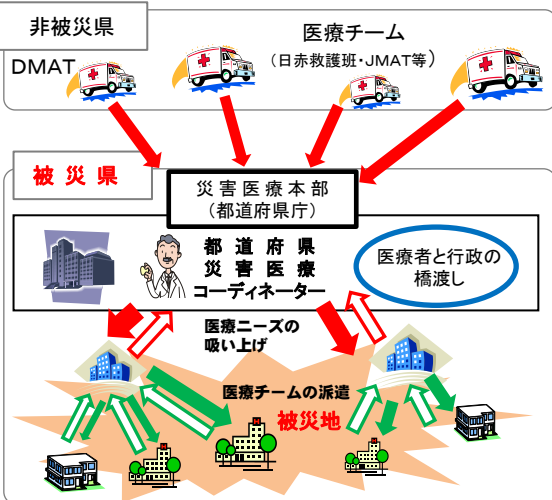 非被災県
DMAT
医療チーム
（日赤救護班・JMAT等）
被災県
災害医療本部
（都道府県庁）
都道府県
災害医療
コーディネーター
医療者と行政の
橋渡し
医療ニーズの
吸い上げ
医療チームの派遣
被災地